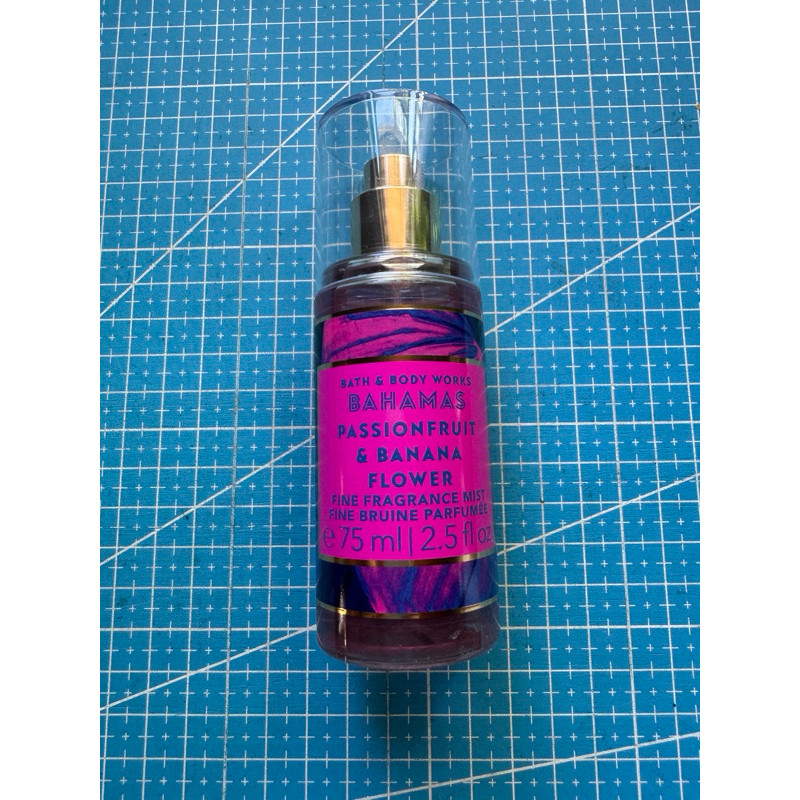 BATH & BODY WORKS
BAHAMAS
PASSIONFRUIT
& BANANA
FLOWER
FINE FRAGRANCE MIST
FINE BRUINE PARFUMÉE
e 75 ml | 2.5 fl oz